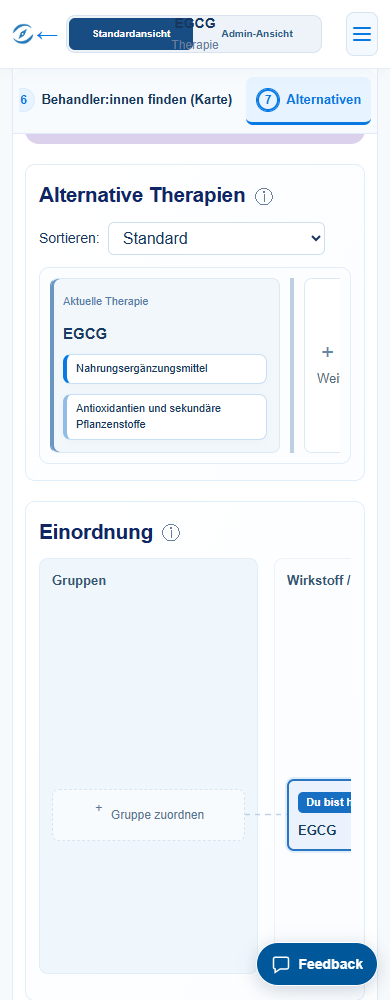 EGCG
Therapie
Standardansicht
Admin-Ansicht
6 Behandler:innen finden (Karte)
7 Alternativen
Alternative Therapien ⓘ
Sortieren: Standard
Aktuelle Therapie
EGCG
Nahrungsergänzungsmittel
Antioxidantien und sekundäre
Pflanzenstoffe
+
Wei
Einordnung ⓘ
Gruppen
Wirkstoff /
+ Gruppe zuordnen
Du bist h
EGCG
Feedback